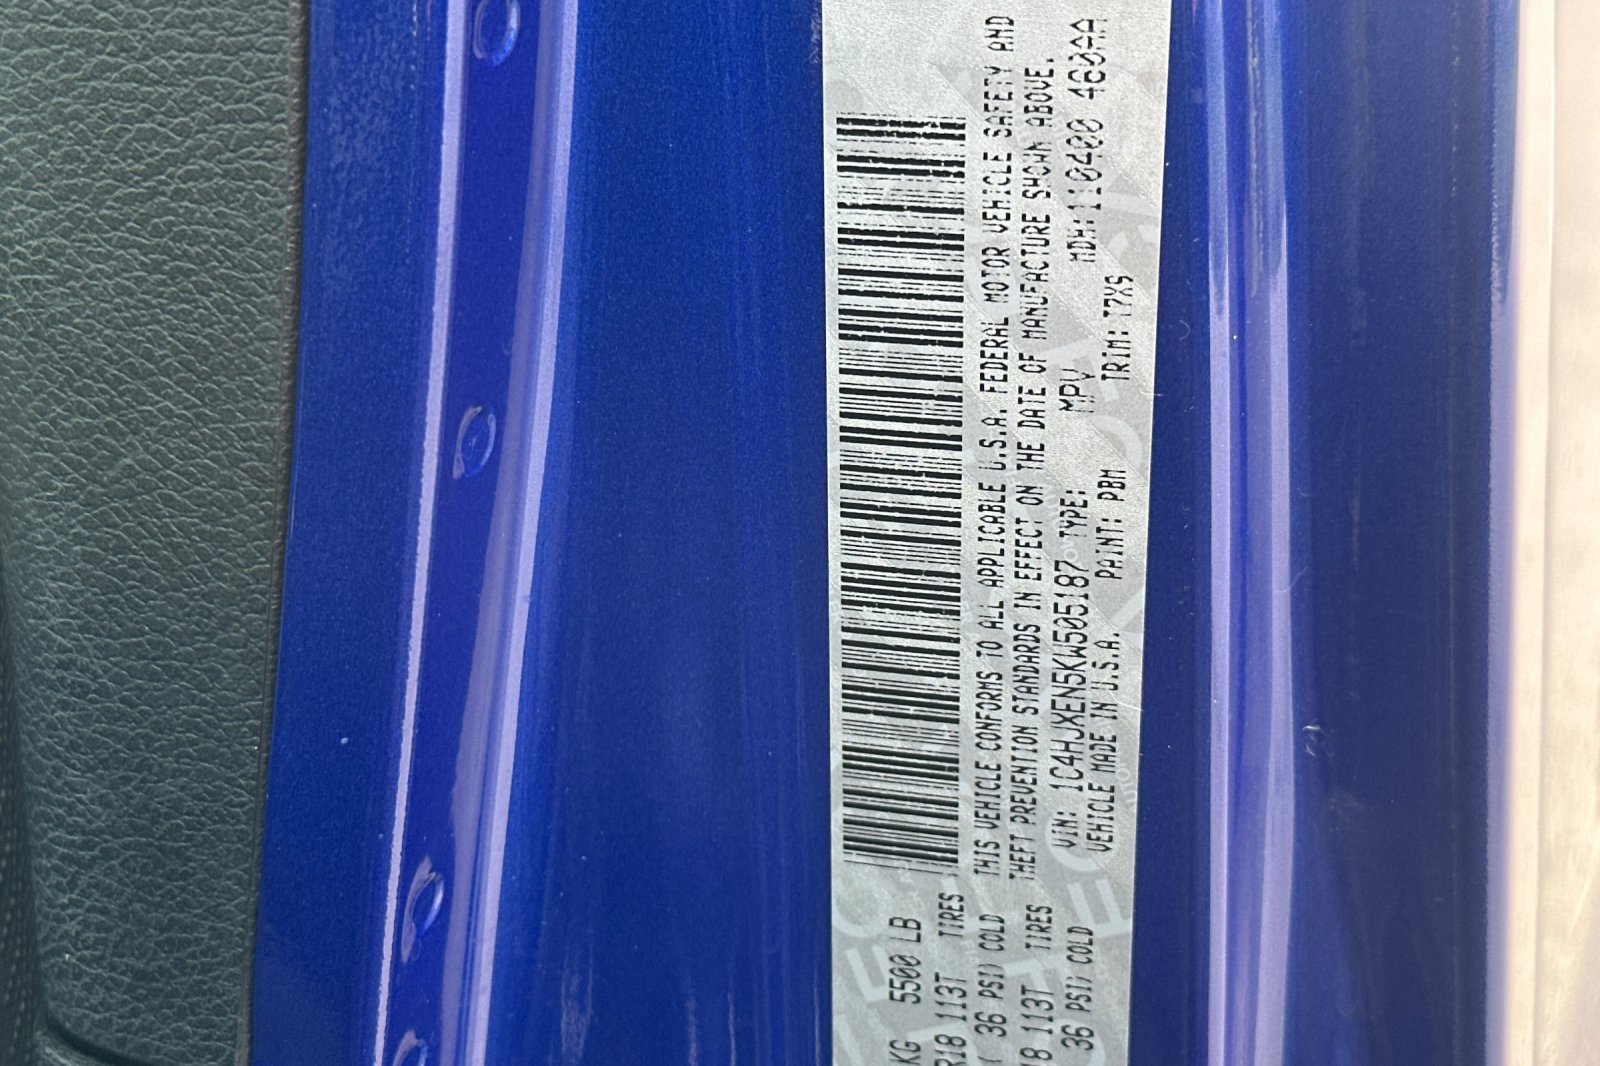 KG 5500 LB
R18 113T TIRES
36 PSI) COLD
18 113T TIRES
36 PSI) COLD
THIS VEHICLE CONFORMS TO ALL APPLICABLE U.S.A. FEDERAL MOTOR VEHICLE SAFETY AND
THEFT PREVENTION STANDARDS IN EFFECT ON THE DATE OF MANUFACTURE SHOWN ABOVE.
VIN: 1C4HJXEN5KW505187 TYPE: MPV MDH: 110400 460AA
VEHICLE MADE IN U.S.A. PAINT: PBM TRIM: T7X9